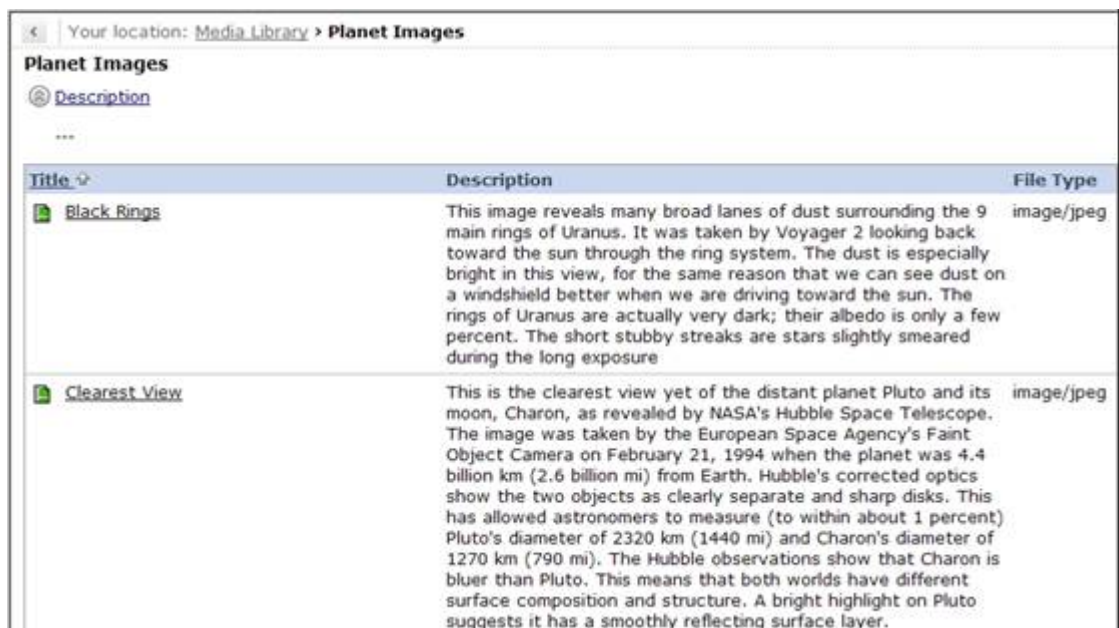 Your location: Media Library › Planet Images
Planet Images
Description
---
Title Description File Type
Black Rings This image reveals many broad lanes of dust surrounding the 9 image/jpeg
main rings of Uranus. It was taken by Voyager 2 looking back
toward the sun through the ring system. The dust is especially
bright in this view, for the same reason that we can see dust on
a windshield better when we are driving toward the sun. The
rings of Uranus are actually very dark; their albedo is only a few
percent. The short stubby streaks are stars slightly smeared
during the long exposure
Clearest View This is the clearest view yet of the distant planet Pluto and its image/jpeg
moon, Charon, as revealed by NASA's Hubble Space Telescope.
The image was taken by the European Space Agency's Faint
Object Camera on February 21, 1994 when the planet was 4.4
billion km (2.6 billion mi) from Earth. Hubble's corrected optics
show the two objects as clearly separate and sharp disks. This
has allowed astronomers to measure (to within about 1 percent)
Pluto's diameter of 2320 km (1440 mi) and Charon's diameter of
1270 km (790 mi). The Hubble observations show that Charon is
bluer than Pluto. This means that both worlds have different
surface composition and structure. A bright highlight on Pluto
suggests it has a smoothly reflecting surface layer.